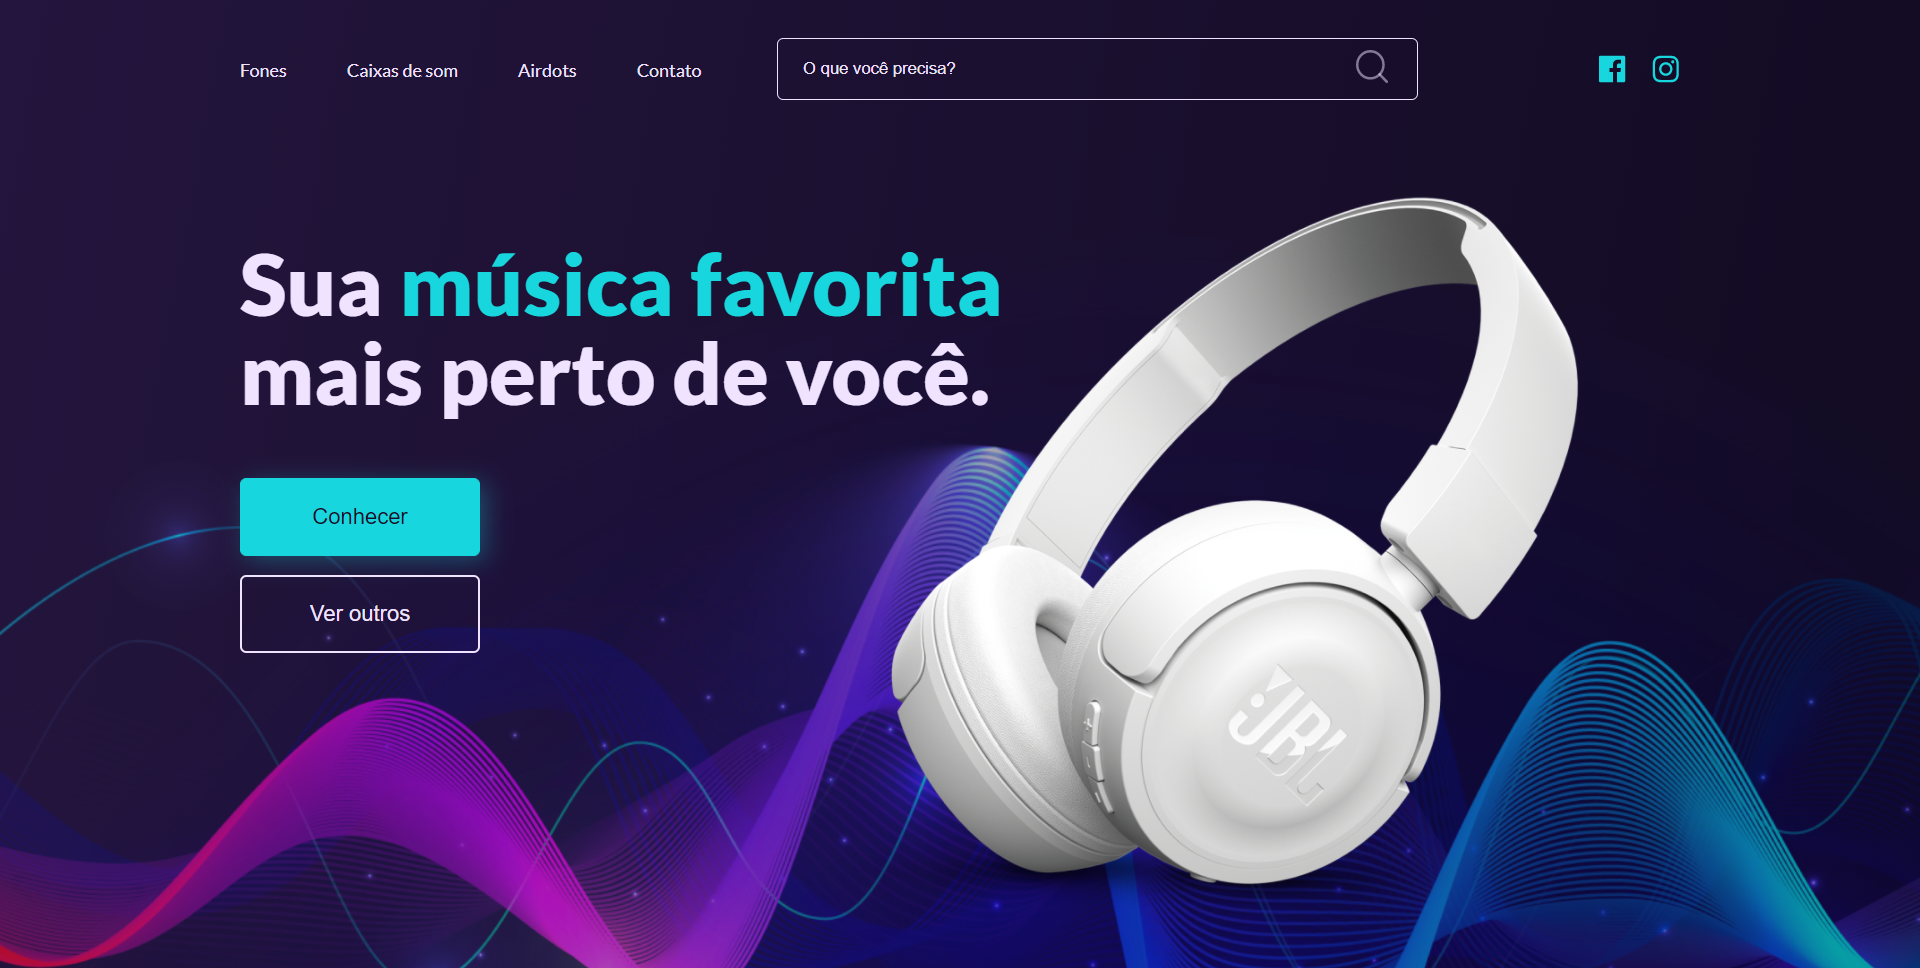 Fones
Caixas de som
Airdots
Contato
O que você precisa?
Sua música favorita
mais perto de você.
Conhecer
Ver outros
JBL